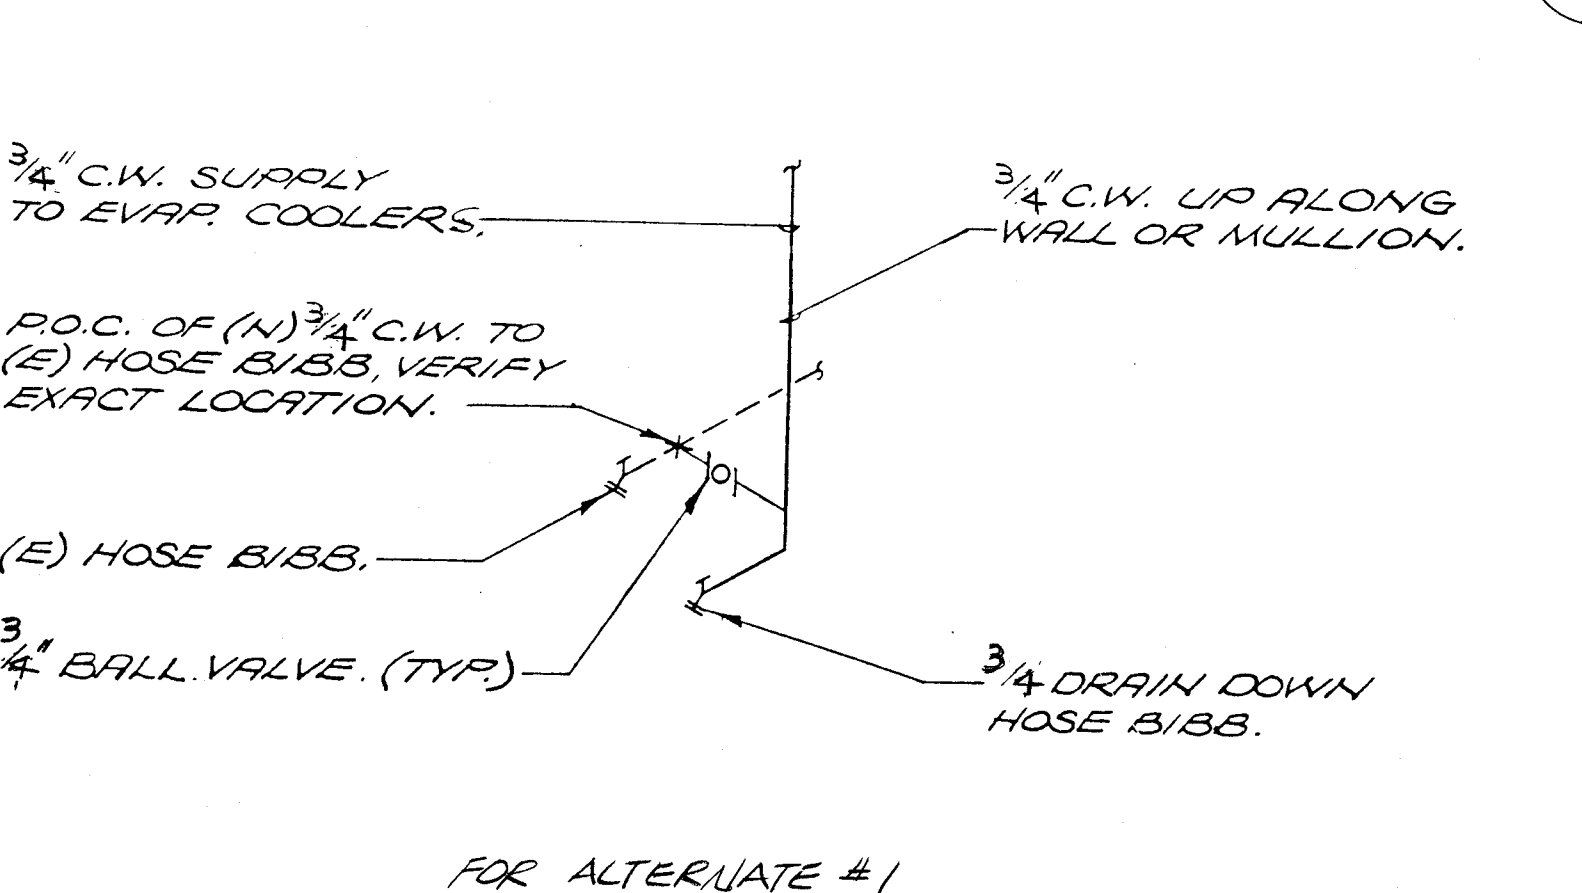 3/4" C.W. SUPPLY
TO EVAP. COOLERS.
3/4" C.W. UP ALONG
WALL OR MULLION.
P.O.C. OF (N) 3/4" C.W. TO
(E) HOSE BIBB, VERIFY
EXACT LOCATION.
(E) HOSE BIBB.
3/4" BALL VALVE. (TYP.)
3/4 DRAIN DOWN
HOSE BIBB.
FOR ALTERNATE #1